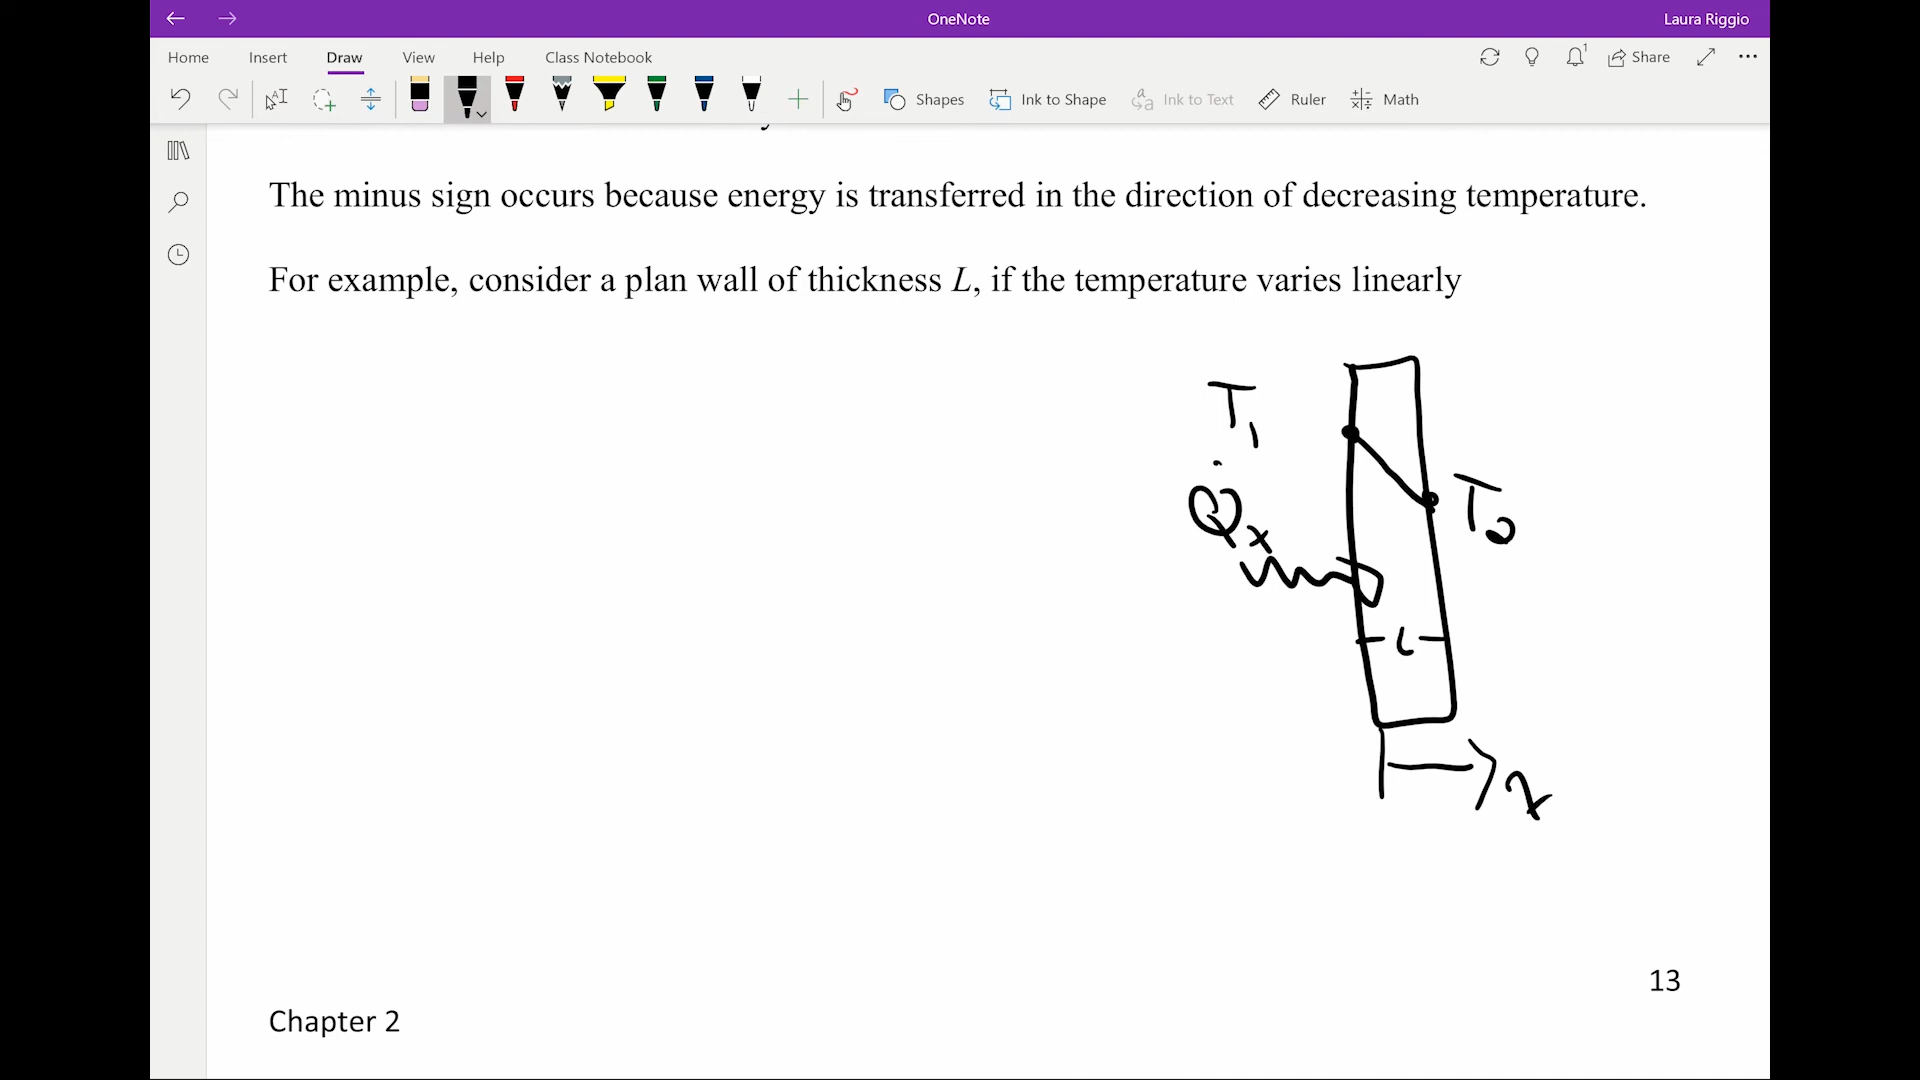 OneNote
Laura Riggio
Home Insert Draw View Help Class Notebook
1
Share
Shapes Ink to Shape Ink to Text Ruler Math
The minus sign occurs because energy is transferred in the direction of decreasing temperature.
For example, consider a plan wall of thickness L, if the temperature varies linearly
T₁
Q̇ₓ
T₂
L
x
13
Chapter 2